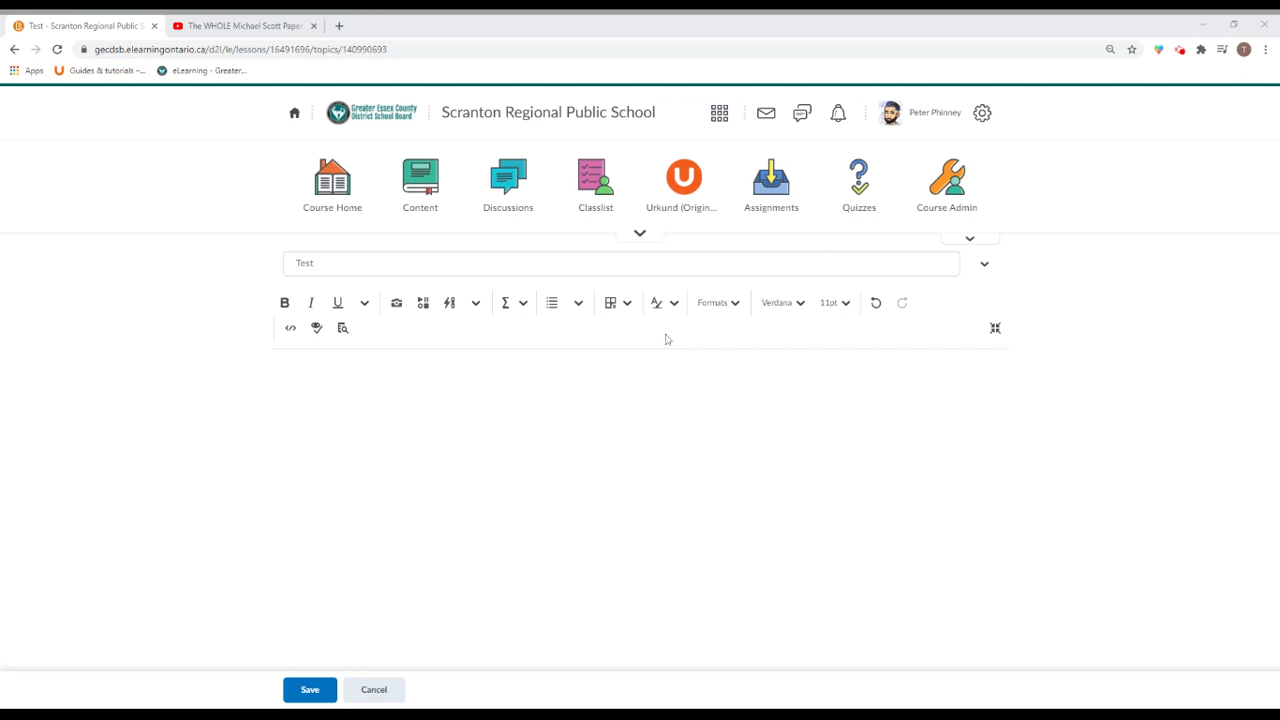 Test - Scranton Regional Public S
The WHOLE Michael Scott Pape
gecdsb.elearningontario.ca/d2l/le/lessons/16491696/topics/140990693
T
Apps
Guides & tutorials –...
eLearning - Greater...
Greater Essex County
District School Board
Scranton Regional Public School
Peter Phinney
Course Home
Content
Discussions
Classlist
Urkund (Origin...
Assignments
Quizzes
Course Admin
Test
B I U Σ Formats Verdana 11pt
Save
Cancel